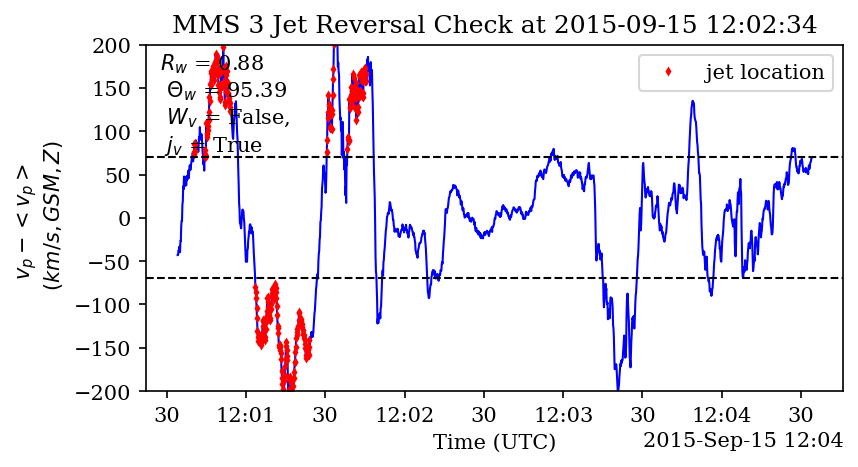 MMS 3 Jet Reversal Check at 2015-09-15 12:02:34
R_w = 0.88
Θ_w = 95.39
W_v = False,
j_v = True
jet location
200
150
100
50
0
−50
−100
−150
−200
v_p − < v_p >
(km/s, GSM, Z)
30
12:01
30
12:02
30
12:03
30
12:04
30
Time (UTC)
2015-Sep-15 12:04